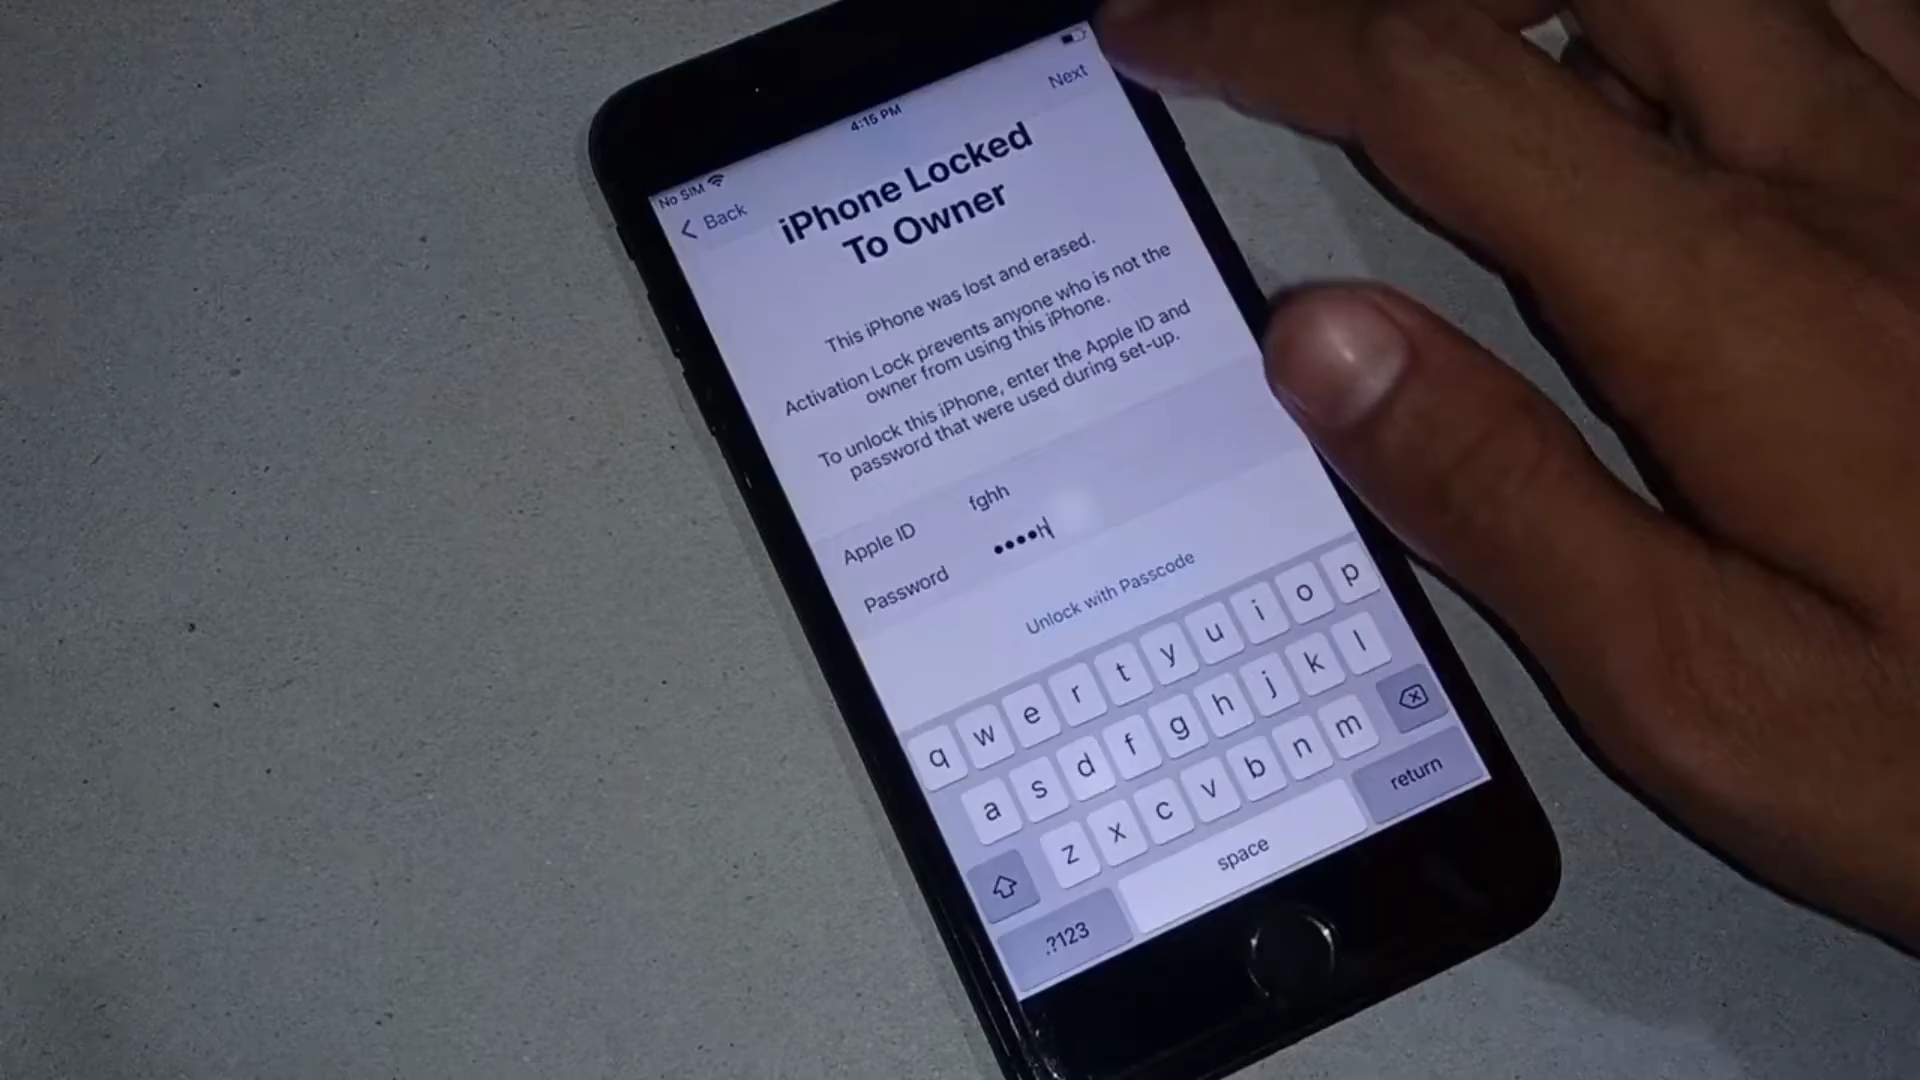 No SIM
4:15 PM
Back
Next
iPhone Locked
To Owner
This iPhone was lost and erased.
Activation Lock prevents anyone who is not the
owner from using this iPhone.
To unlock this iPhone, enter the Apple ID and
password that were used during set-up.
Apple ID fghh
Password ••••h
Unlock with Passcode
q w e r t y u i o p
a s d f g h j k l
z x c v b n m
.?123 space return